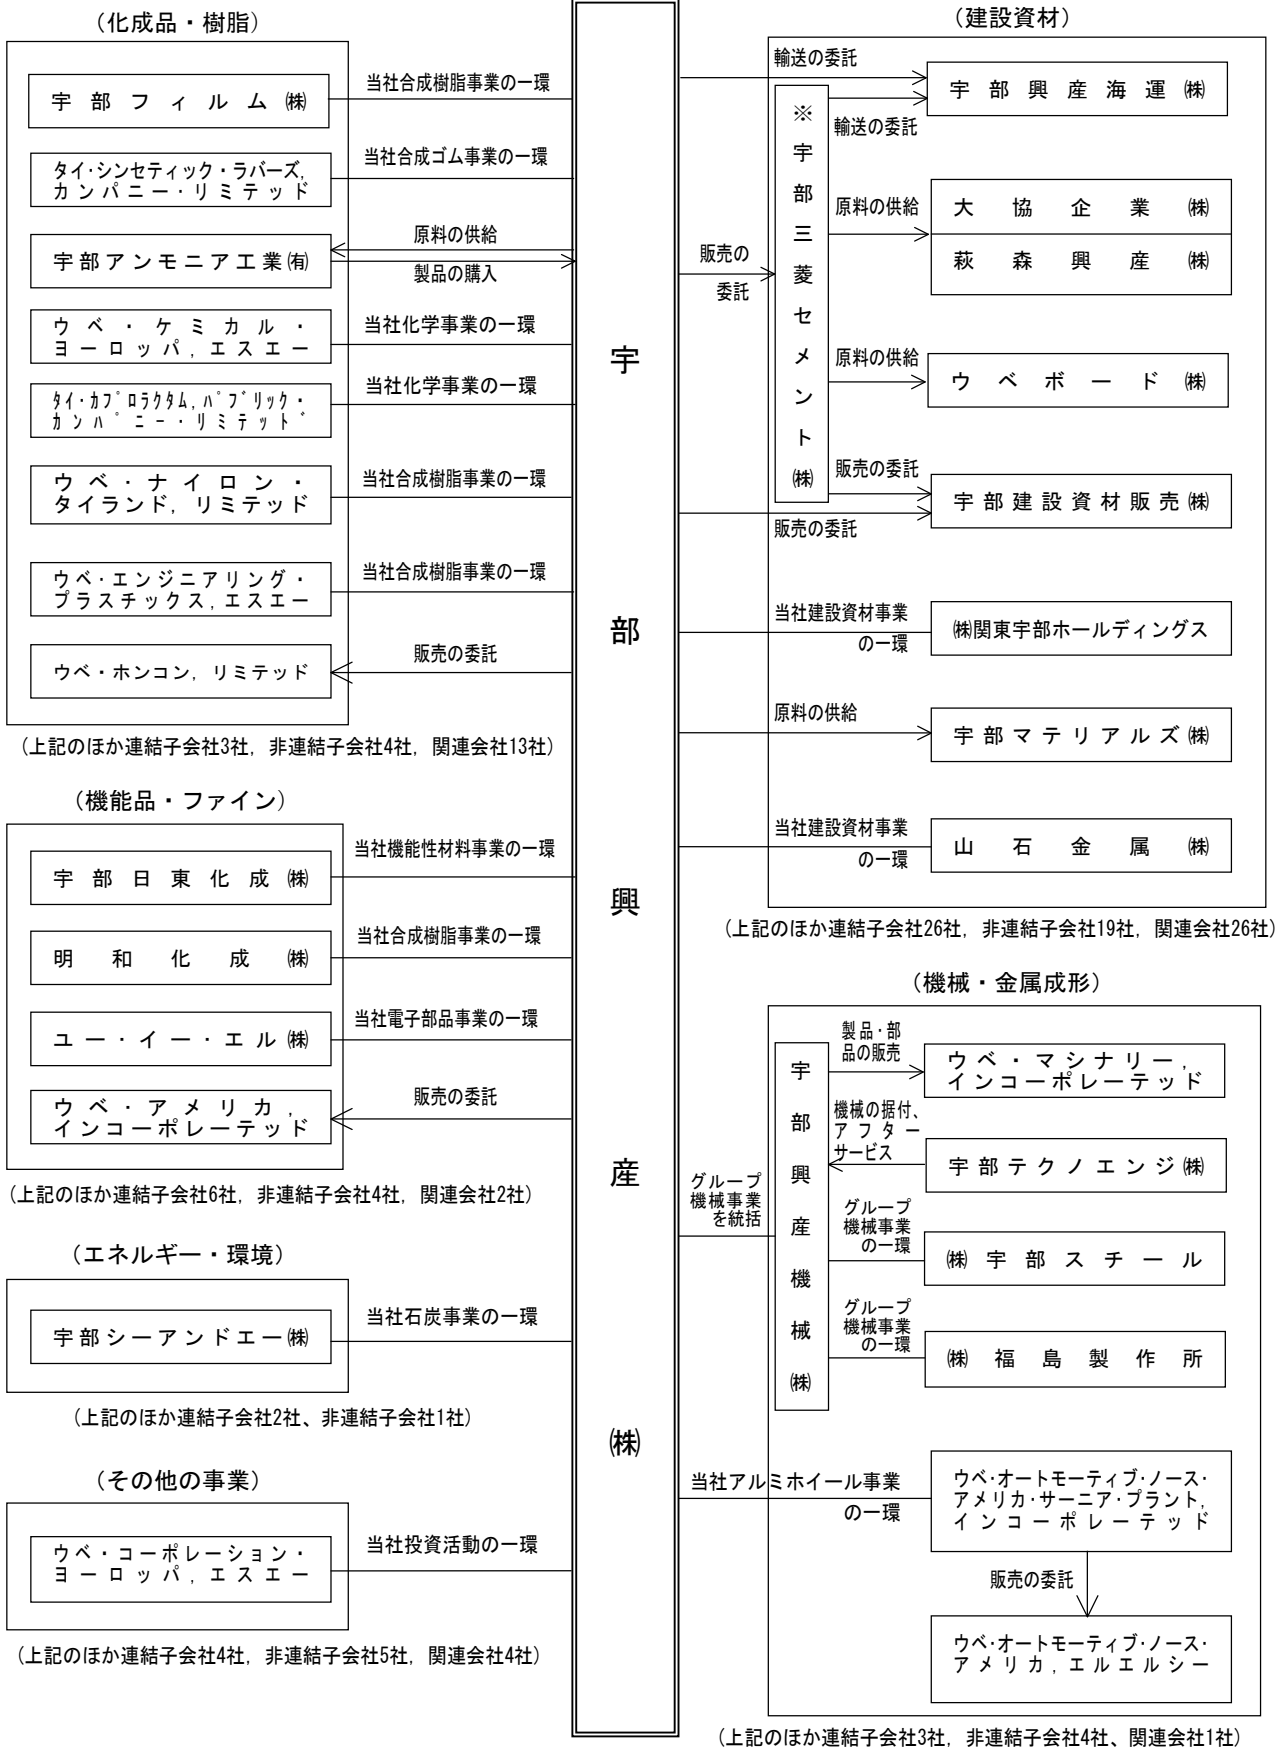 (化成品・樹脂)
当社合成樹脂事業の一環
宇部フィルム㈱
当社合成ゴム事業の一環
タイ・シンセティック・ラバーズ,
カンパニー・リミテッド
原料の供給
宇部アンモニア工業㈲
製品の購入
ウベ・ケミカル・
ヨーロッパ,エスエー
当社化学事業の一環
当社化学事業の一環
タイ・カプロラクタム,パブリック・
カンパニー・リミテッド
ウベ・ナイロン・
タイランド,リミテッド
当社合成樹脂事業の一環
ウベ・エンジニアリング・
プラスチックス,エスエー
当社合成樹脂事業の一環
販売の委託
ウベ・ホンコン,リミテッド
(上記のほか連結子会社3社,非連結子会社4社,関連会社13社)
(機能品・ファイン)
当社機能性材料事業の一環
宇部日東化成㈱
当社合成樹脂事業の一環
明和化成㈱
当社電子部品事業の一環
ユー・イー・エル㈱
販売の委託
ウベ・アメリカ,
インコーポレーテッド
(上記のほか連結子会社6社,非連結子会社4社,関連会社2社)
(エネルギー・環境)
当社石炭事業の一環
宇部シーアンドエー㈱
(上記のほか連結子会社2社、非連結子会社1社)
(その他の事業)
当社投資活動の一環
ウベ・コーポレーション・
ヨーロッパ,エスエー
(上記のほか連結子会社4社,非連結子会社5社,関連会社4社)
宇部興産㈱
(建設資材)
輸送の委託
宇部興産海運㈱
輸送の委託
※宇部三菱セメント㈱
販売の
委託
原料の供給
大協企業㈱
萩森興産㈱
原料の供給
ウベボード㈱
販売の委託
宇部建設資材販売㈱
販売の委託
当社建設資材事業
の一環
㈱関東宇部ホールディングス
原料の供給
宇部マテリアルズ㈱
当社建設資材事業
の一環
山石金属㈱
(上記のほか連結子会社26社,非連結子会社19社,関連会社26社)
(機械・金属成形)
グループ
機械事業
を統括
宇部興産機械㈱
製品・部
品の販売
ウベ・マシナリー,
インコーポレーテッド
機械の据付、
アフター
サービス
宇部テクノエンジ㈱
グループ
機械事業
の一環
㈱宇部スチール
グループ
機械事業
の一環
㈱福島製作所
当社アルミホイール事業
の一環
ウベ・オートモーティブ・ノース・
アメリカ・サーニア・プラント,
インコーポレーテッド
販売の委託
ウベ・オートモーティブ・ノース・
アメリカ,エルエルシー
(上記のほか連結子会社3社,非連結子会社4社、関連会社1社)